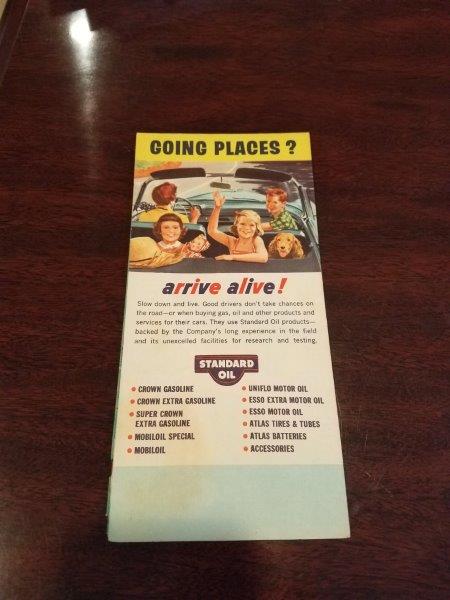 GOING PLACES?
arrive alive!
Slow down and live. Good drivers don't take chances on
the road—or when buying gas, oil and other products and
services for their cars. They use Standard Oil products—
backed by the Company's long experience in the field
and its unexcelled facilities for research and testing.
STANDARD
OIL
• CROWN GASOLINE
• CROWN EXTRA GASOLINE
• SUPER CROWN
EXTRA GASOLINE
• MOBILOIL SPECIAL
• MOBILOIL
• UNIFLO MOTOR OIL
• ESSO EXTRA MOTOR OIL
• ESSO MOTOR OIL
• ATLAS TIRES & TUBES
• ATLAS BATTERIES
• ACCESSORIES